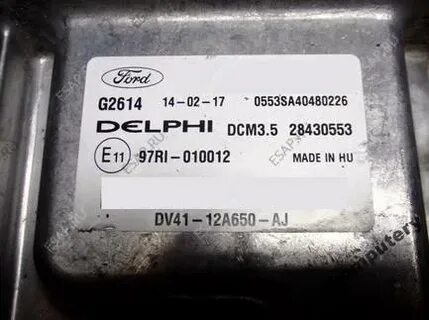 Ford
G2614 14-02-17 0553SA40480226
DELPHI DCM3.5 28430553
E11 97RI-010012 MADE IN HU
DV41-12A650-AJ